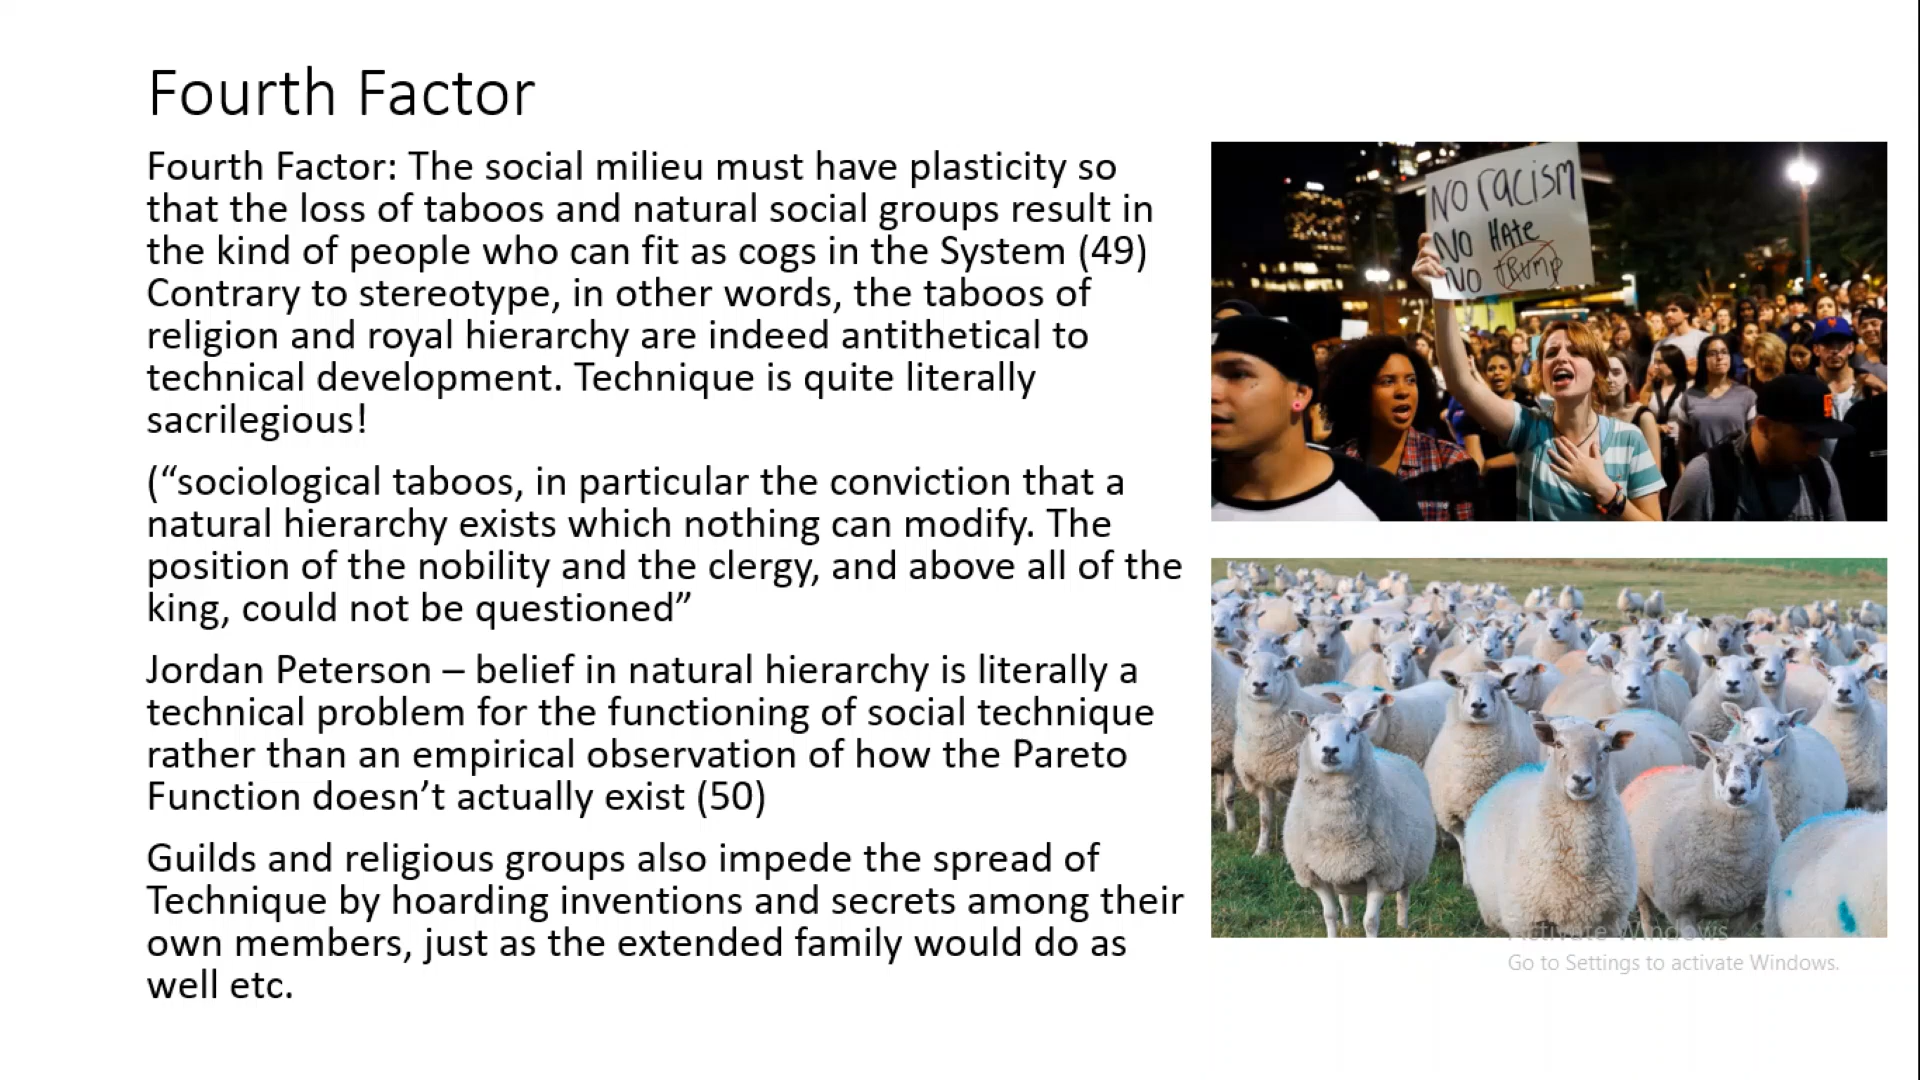 Fourth Factor
Fourth Factor: The social milieu must have plasticity so
that the loss of taboos and natural social groups result in
the kind of people who can fit as cogs in the System (49)
Contrary to stereotype, in other words, the taboos of
religion and royal hierarchy are indeed antithetical to
technical development. Technique is quite literally
sacrilegious!
(“sociological taboos, in particular the conviction that a
natural hierarchy exists which nothing can modify. The
position of the nobility and the clergy, and above all of the
king, could not be questioned”
Jordan Peterson – belief in natural hierarchy is literally a
technical problem for the functioning of social technique
rather than an empirical observation of how the Pareto
Function doesn’t actually exist (50)
Guilds and religious groups also impede the spread of
Technique by hoarding inventions and secrets among their
own members, just as the extended family would do as
well etc.
NO racism
NO HAte
NO tRump
Activate Windows
Go to Settings to activate Windows.